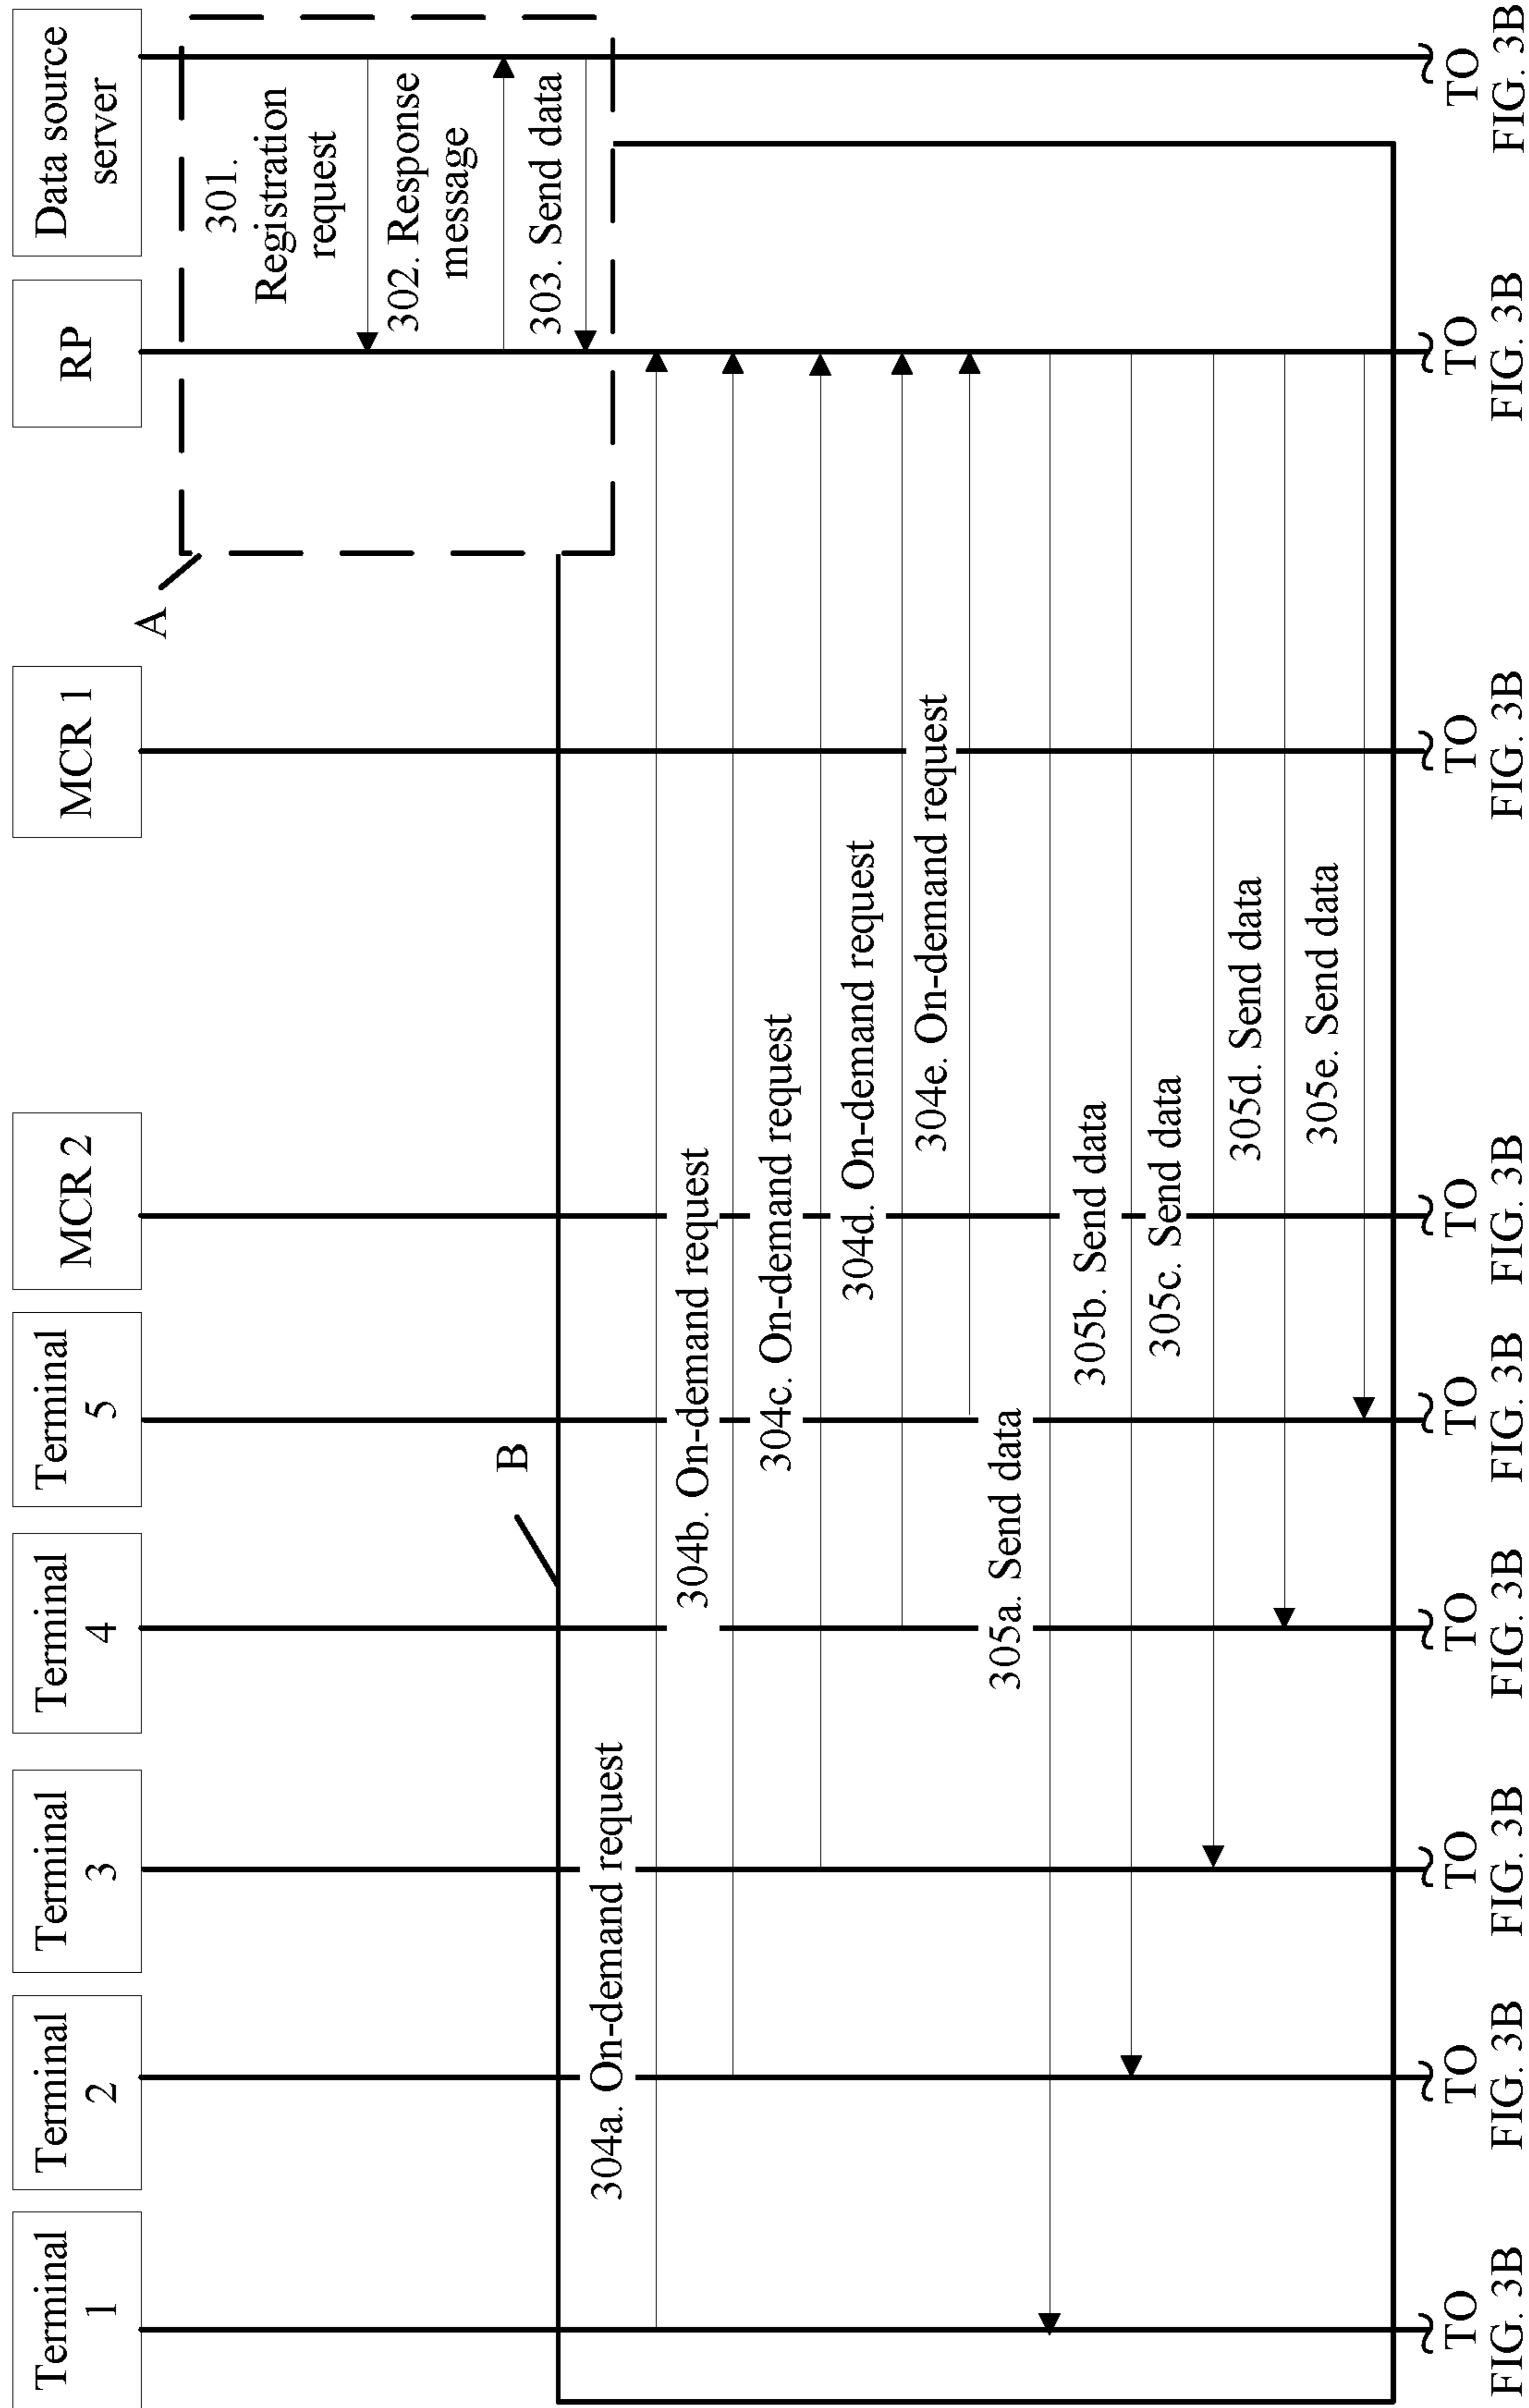 Terminal
1
Terminal
2
Terminal
3
Terminal
4
Terminal
5
MCR 2
MCR 1
RP
Data source
server
A
301.
Registration
request
302. Response
message
303. Send data
B
304a. On-demand request
304b. On-demand request
304c. On-demand request
304d. On-demand request
304e. On-demand request
305a. Send data
305b. Send data
305c. Send data
305d. Send data
305e. Send data
TO
FIG. 3B
TO
FIG. 3B
TO
FIG. 3B
TO
FIG. 3B
TO
FIG. 3B
TO
FIG. 3B
TO
FIG. 3B
TO
FIG. 3B
TO
FIG. 3B